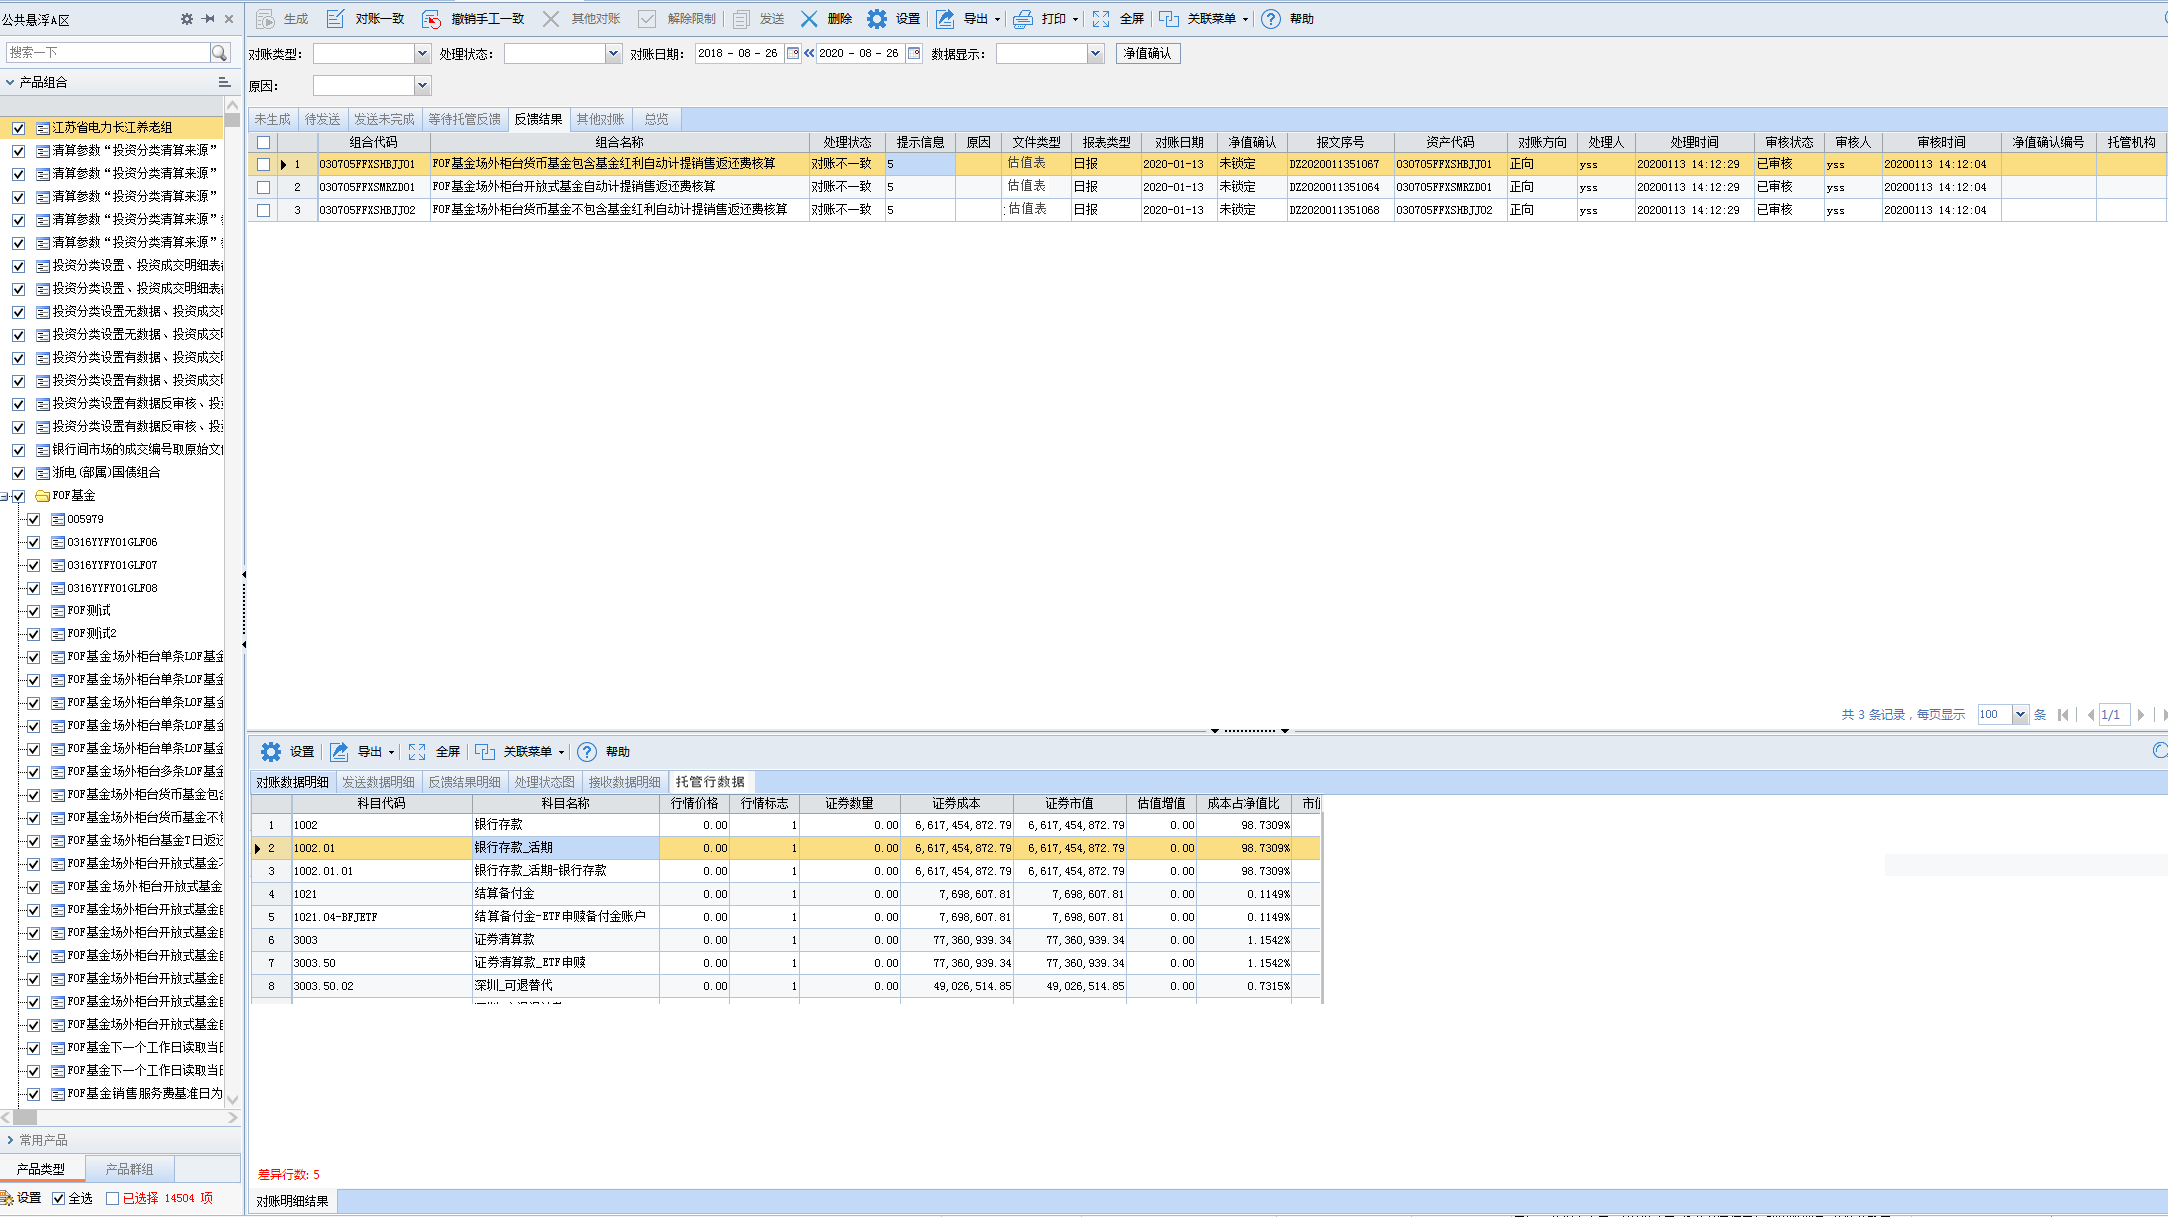 公共悬浮A区
搜索一下
产品组合
江苏省电力长江养老组
清算参数“投资分类清算来源”
清算参数“投资分类清算来源”
清算参数“投资分类清算来源”
清算参数“投资分类清算来源”
清算参数“投资分类清算来源”
投资分类设置、投资成交明细表
投资分类设置、投资成交明细表
投资分类设置无数据、投资成交
投资分类设置无数据、投资成交
投资分类设置有数据、投资成交
投资分类设置有数据、投资成交
投资分类设置有数据反审核、投
投资分类设置有数据反审核、投
银行间市场的成交编号取原始文
浙电(部属)国债组合
FOF基金
005979
0316YYFY01GLF06
0316YYFY01GLF07
0316YYFY01GLF08
FOF测试
FOF测试2
FOF基金场外柜台单条LOF基金
FOF基金场外柜台单条LOF基金
FOF基金场外柜台单条LOF基金
FOF基金场外柜台单条LOF基金
FOF基金场外柜台单条LOF基金
FOF基金场外柜台多条LOF基金
FOF基金场外柜台货币基金包
FOF基金场外柜台货币基金不
FOF基金场外柜台基金T日返
FOF基金场外柜台开放式基金
FOF基金场外柜台开放式基金
FOF基金场外柜台开放式基金
FOF基金场外柜台开放式基金
FOF基金场外柜台开放式基金
FOF基金场外柜台开放式基金
FOF基金场外柜台开放式基金
FOF基金场外柜台开放式基金
FOF基金下一个工作日读取当
FOF基金下一个工作日读取当
FOF基金销售服务费基准日为
常用产品
产品类型 产品群组
设置 全选 已选择 14504 项
生成 对账一致 撤销手工一致 其他对账 解除限制 发送 删除 设置 导出 打印 全屏 关联菜单 帮助
对账类型: 处理状态: 对账日期: 2018 - 08 - 26 2020 - 08 - 26 数据显示: 净值确认
原因:
未生成 待发送 发送未完成 等待托管反馈 反馈结果 其他对账 总览
组合代码 组合名称 处理状态 提示信息 原因 文件类型 报表类型 对账日期 净值确认 报文序号 资产代码 对账方向 处理人 处理时间 审核状态 审核人 审核时间 净值确认编号 托管机构
1 030705FFXSHBJJ01 FOF基金场外柜台货币基金包含基金红利自动计提销售返还费核算 对账不一致 5 估值表 日报 2020-01-13 未锁定 DZ2020011351067 030705FFXSHBJJ01 正向 yss 20200113 14:12:29 已审核 yss 20200113 14:12:04
2 030705FFXSMRZD01 FOF基金场外柜台开放式基金自动计提销售返还费核算 对账不一致 5 估值表 日报 2020-01-13 未锁定 DZ2020011351064 030705FFXSMRZD01 正向 yss 20200113 14:12:29 已审核 yss 20200113 14:12:04
3 030705FFXSHBJJ02 FOF基金场外柜台货币基金不包含基金红利自动计提销售返还费核算 对账不一致 5 估值表 日报 2020-01-13 未锁定 DZ2020011351068 030705FFXSHBJJ02 正向 yss 20200113 14:12:29 已审核 yss 20200113 14:12:04
共 3 条记录，每页显示 100 条 1/1
设置 导出 全屏 关联菜单 帮助
对账数据明细 发送数据明细 反馈结果明细 处理状态图 接收数据明细 托管行数据
科目代码 科目名称 行情价格 行情标志 证券数量 证券成本 证券市值 估值增值 成本占净值比 市
1 1002 银行存款 0.00 1 0.00 6,617,454,872.79 6,617,454,872.79 0.00 98.7309%
2 1002.01 银行存款_活期 0.00 1 0.00 6,617,454,872.79 6,617,454,872.79 0.00 98.7309%
3 1002.01.01 银行存款_活期-银行存款 0.00 1 0.00 6,617,454,872.79 6,617,454,872.79 0.00 98.7309%
4 1021 结算备付金 0.00 1 0.00 7,698,607.81 7,698,607.81 0.00 0.1149%
5 1021.04-BFJETF 结算备付金-ETF申赎备付金账户 0.00 1 0.00 7,698,607.81 7,698,607.81 0.00 0.1149%
6 3003 证券清算款 0.00 1 0.00 77,360,939.34 77,360,939.34 0.00 1.1542%
7 3003.50 证券清算款_ETF申赎 0.00 1 0.00 77,360,939.34 77,360,939.34 0.00 1.1542%
8 3003.50.02 深圳_可退替代 0.00 1 0.00 49,026,514.85 49,026,514.85 0.00 0.7315%
差异行数: 5
对账明细结果